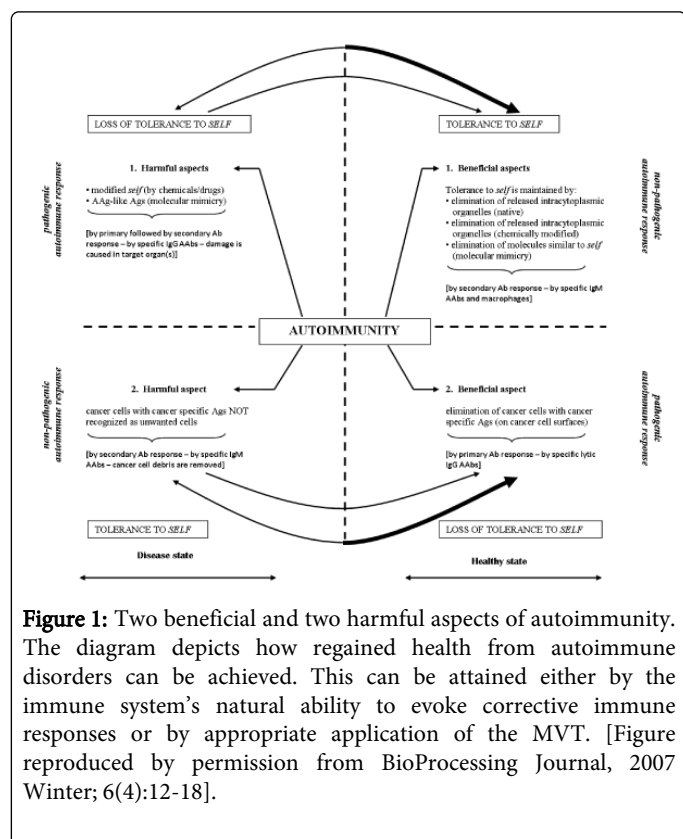 LOSS OF TOLERANCE TO SELF
TOLERANCE TO SELF
pathogenic
autoimmune response
1. Harmful aspects
• modified self (by chemicals/drugs)
• AAg-like Ags (molecular mimicry)
[by primary followed by secondary Ab
response – by specific IgG AAbs – damage is
caused in target organ(s)]
1. Beneficial aspects
Tolerance to self is maintained by:
• elimination of released intracytoplasmic
organelles (native)
• elimination of released intracytoplasmic
organelles (chemically modified)
• elimination of molecules similar to self
(molecular mimicry)
[by secondary Ab response – by specific IgM
AAbs and macrophages]
non-pathogenic
autoimmune response
AUTOIMMUNITY
non-pathogenic
autoimmune response
2. Harmful aspect
cancer cells with cancer specific Ags NOT
recognized as unwanted cells
[by secondary Ab response – by specific IgM
AAbs – cancer cell debris are removed]
2. Beneficial aspect
elimination of cancer cells with cancer
specific Ags (on cancer cell surfaces)
[by primary Ab response – by specific lytic
IgG AAbs]
pathogenic
autoimmune response
TOLERANCE TO SELF
LOSS OF TOLERANCE TO SELF
Disease state
Healthy state
Figure 1: Two beneficial and two harmful aspects of autoimmunity.
The diagram depicts how regained health from autoimmune
disorders can be achieved. This can be attained either by the
immune system's natural ability to evoke corrective immune
responses or by appropriate application of the MVT. [Figure
reproduced by permission from BioProcessing Journal, 2007
Winter; 6(4):12-18].